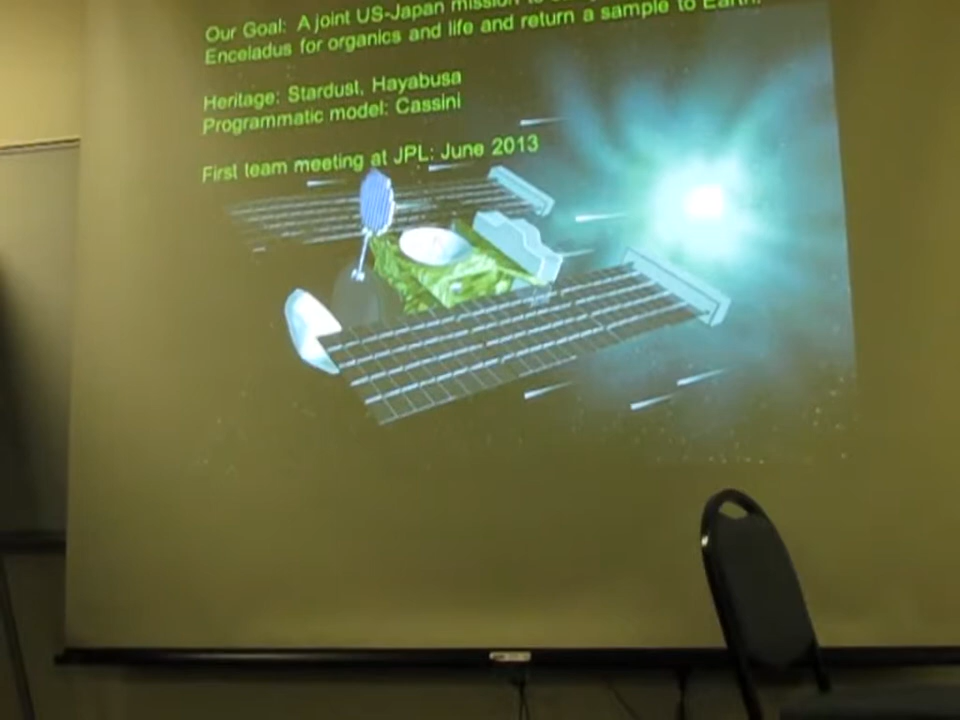 Our Goal: A joint US-Japan mission to
Enceladus for organics and life and return a sample to Earth.
Heritage: Stardust, Hayabusa
Programmatic model: Cassini
First team meeting at JPL: June 2013